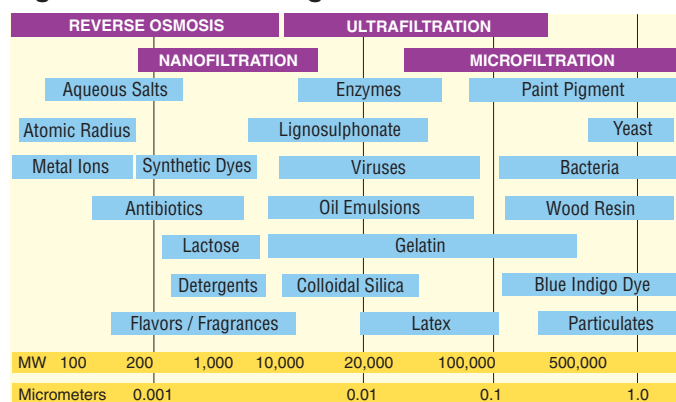 REVERSE OSMOSIS ULTRAFILTRATION
NANOFILTRATION MICROFILTRATION
Aqueous Salts Enzymes Paint Pigment
Atomic Radius Lignosulphonate Yeast
Metal Ions Synthetic Dyes Viruses Bacteria
Antibiotics Oil Emulsions Wood Resin
Lactose Gelatin
Detergents Colloidal Silica Blue Indigo Dye
Flavors / Fragrances Latex Particulates
MW 100 200 1,000 10,000 20,000 100,000 500,000
Micrometers 0.001 0.01 0.1 1.0